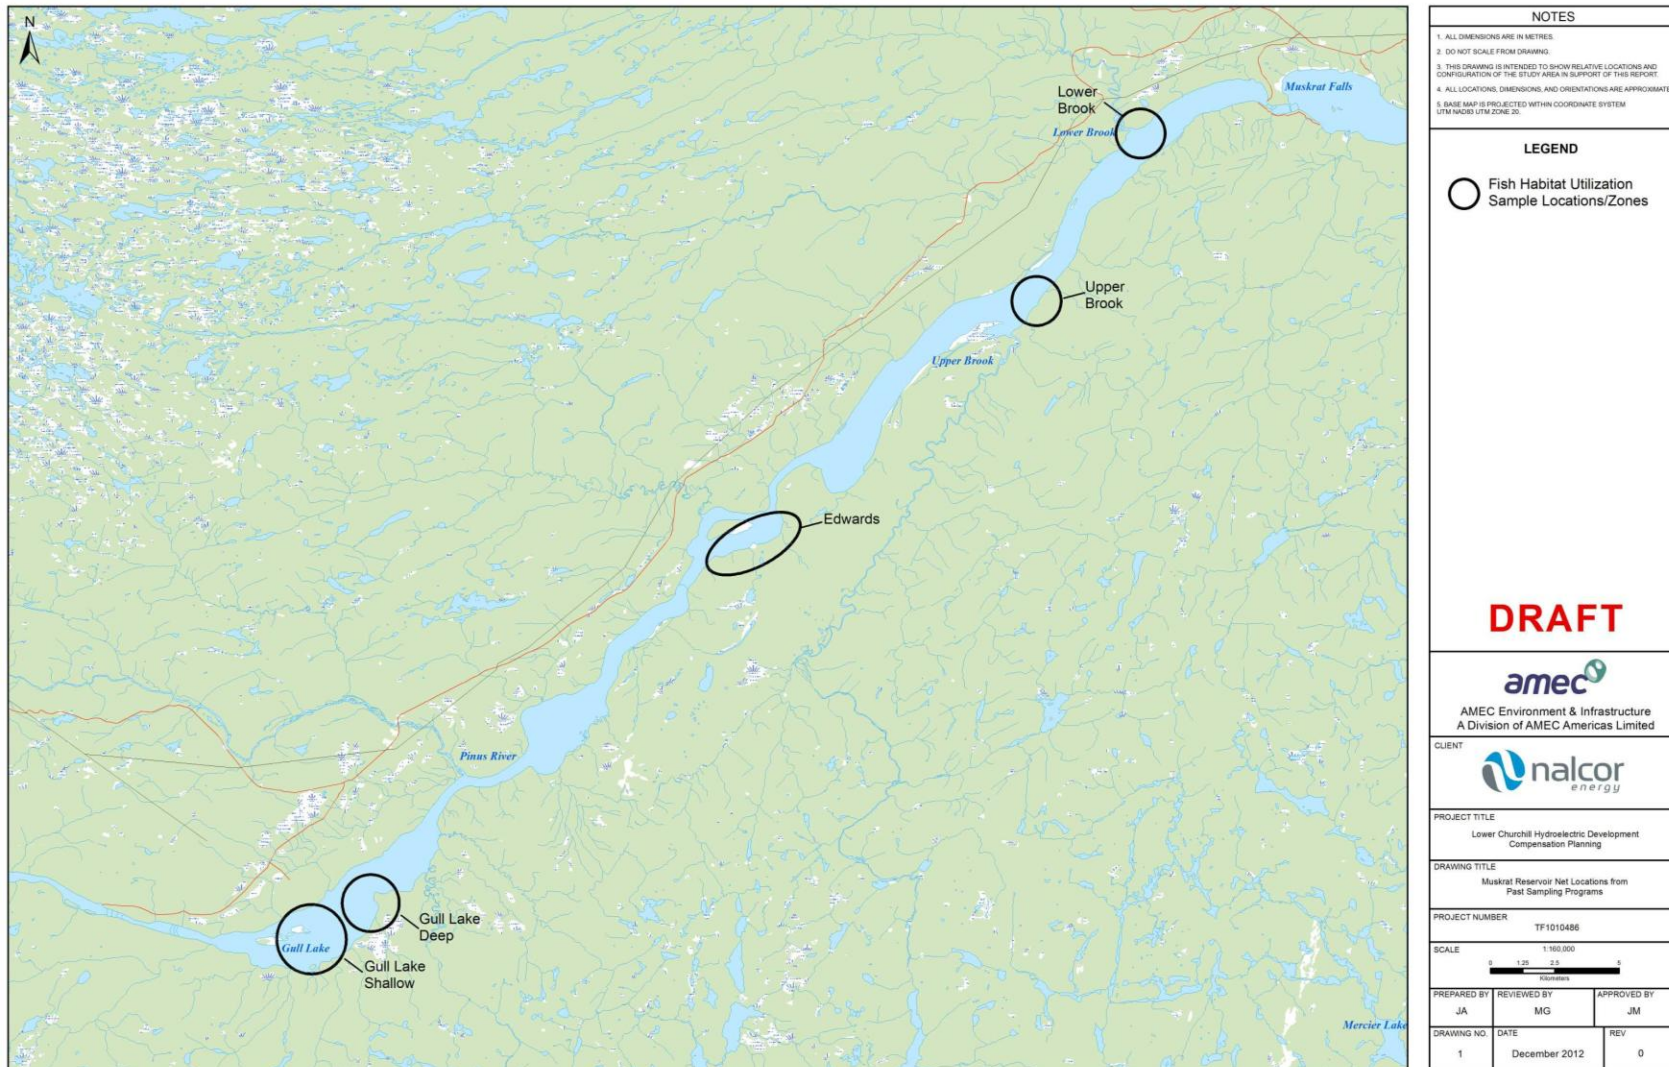 N
Lower
Brook
Lower Brook
Muskrat Falls
Upper
Brook
Upper Brook
Edwards
Pinus River
Gull Lake
Deep
Gull Lake
Gull Lake
Shallow
Mercier Lake
NOTES
1. ALL DIMENSIONS ARE IN METRES.
2. DO NOT SCALE FROM DRAWING.
3. THIS DRAWING IS INTENDED TO SHOW RELATIVE LOCATIONS AND
CONFIGURATION OF THE STUDY AREA IN SUPPORT OF THIS REPORT.
4. ALL LOCATIONS, DIMENSIONS, AND ORIENTATIONS ARE APPROXIMATE
5. BASE MAP IS PROJECTED WITHIN COORDINATE SYSTEM
UTM NAD83 UTM ZONE 20.
LEGEND
Fish Habitat Utilization
Sample Locations/Zones
DRAFT
amec
AMEC Environment & Infrastructure
A Division of AMEC Americas Limited
CLIENT
nalcor
energy
PROJECT TITLE
Lower Churchill Hydroelectric Development
Compensation Planning
DRAWING TITLE
Muskrat Reservoir Net Locations from
Past Sampling Programs
PROJECT NUMBER
TF1010486
SCALE
1:160,000
0 1.25 2.5 5
Kilometers
PREPARED BY REVIEWED BY APPROVED BY
JA MG JM
DRAWING NO. DATE REV
1 December 2012 0